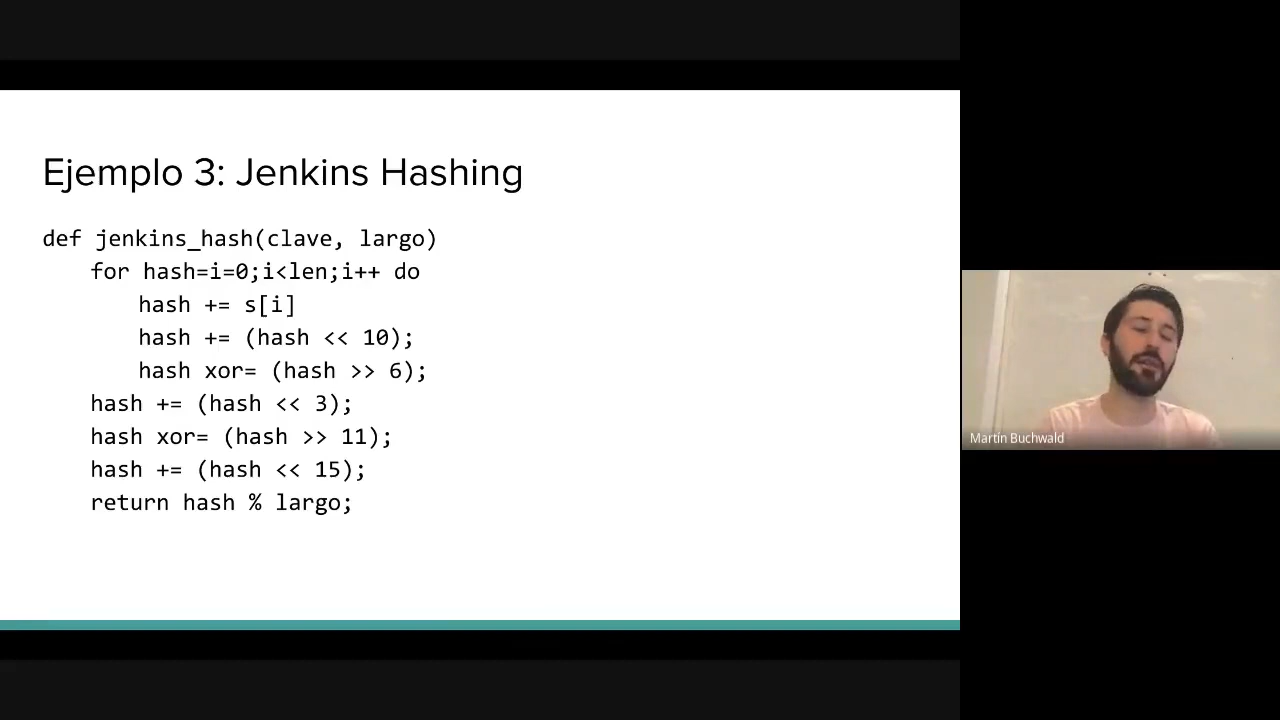 Ejemplo 3: Jenkins Hashing
def jenkins_hash(clave, largo)
for hash=i=0;i<len;i++ do
hash += s[i]
hash += (hash << 10);
hash xor= (hash >> 6);
hash += (hash << 3);
hash xor= (hash >> 11);
hash += (hash << 15);
return hash % largo;
Martín Buchwald